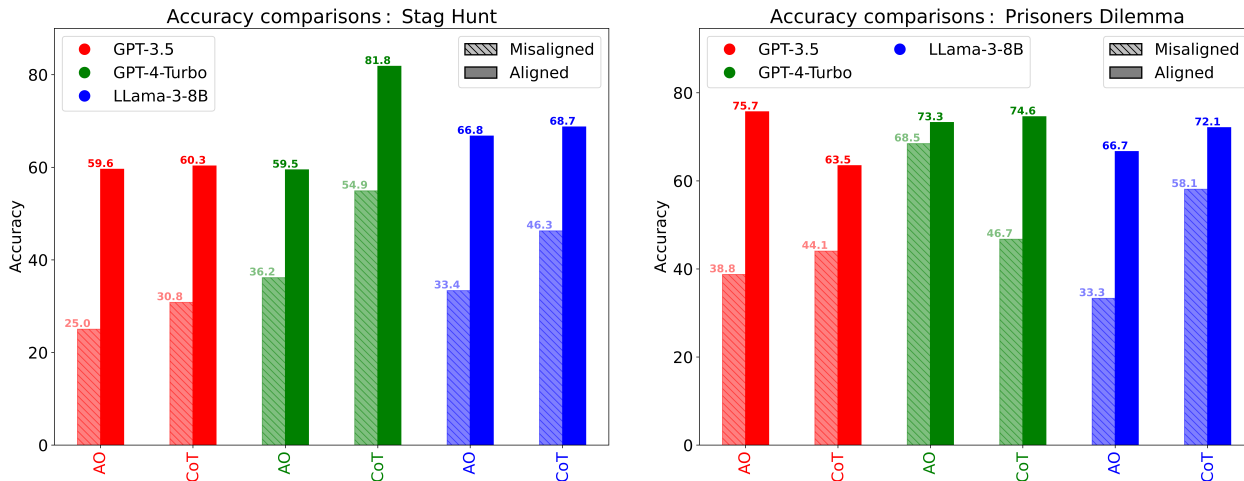 Accuracy comparisons: Stag Hunt
GPT-3.5
GPT-4-Turbo
LLama-3-8B
Misaligned
Aligned
Accuracy
80
60
40
20
0
25.0
59.6
30.8
60.3
36.2
59.5
54.9
81.8
33.4
66.8
46.3
68.7
AO
CoT
AO
CoT
AO
CoT
Accuracy comparisons: Prisoners Dilemma
GPT-3.5
GPT-4-Turbo
LLama-3-8B
Misaligned
Aligned
Accuracy
80
60
40
20
0
38.8
75.7
44.1
63.5
68.5
73.3
46.7
74.6
33.3
66.7
58.1
72.1
AO
CoT
AO
CoT
AO
CoT